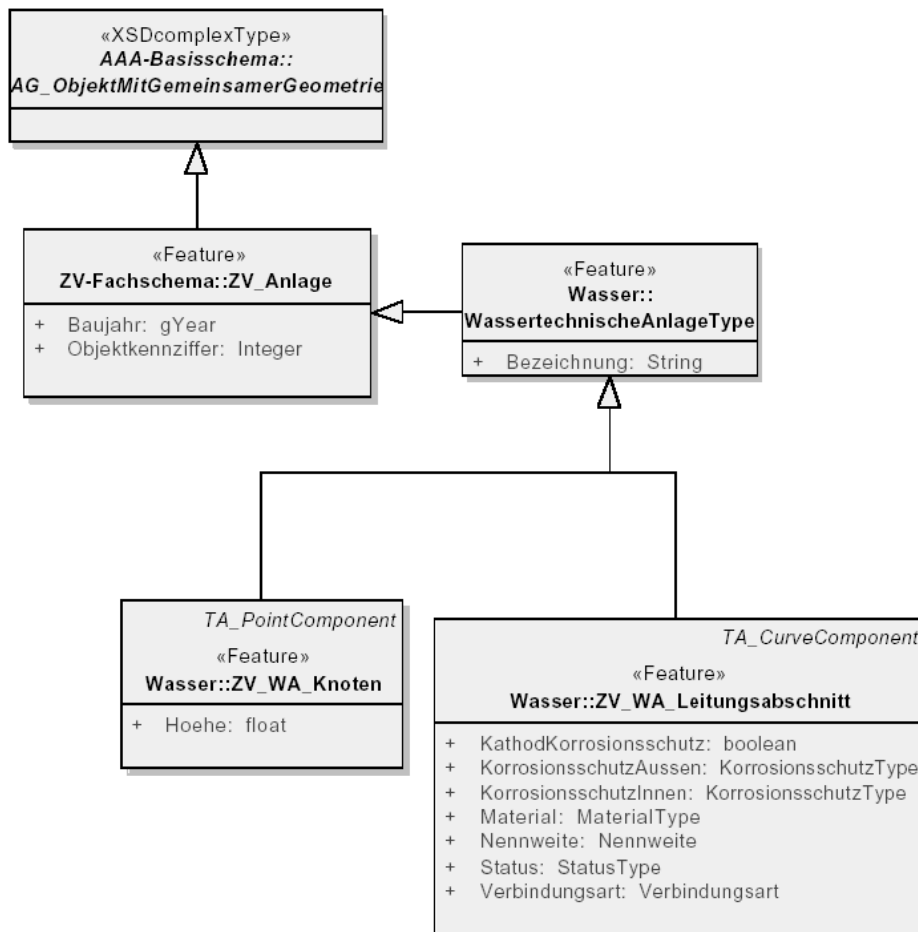 «XSDcomplexType»
AAA-Basisschema::
AG_ObjektMitGemeinsamerGeometrie
«Feature»
ZV-Fachschema::ZV_Anlage
+ Baujahr: gYear
+ Objektkennziffer: Integer
«Feature»
Wasser::
WassertechnischeAnlageType
+ Bezeichnung: String
TA_PointComponent
«Feature»
Wasser::ZV_WA_Knoten
+ Hoehe: float
TA_CurveComponent
«Feature»
Wasser::ZV_WA_Leitungsabschnitt
+ KathodKorrosionsschutz: boolean
+ KorrosionsschutzAussen: KorrosionsschutzType
+ KorrosionsschutzInnen: KorrosionsschutzType
+ Material: MaterialType
+ Nennweite: Nennweite
+ Status: StatusType
+ Verbindungsart: Verbindungsart